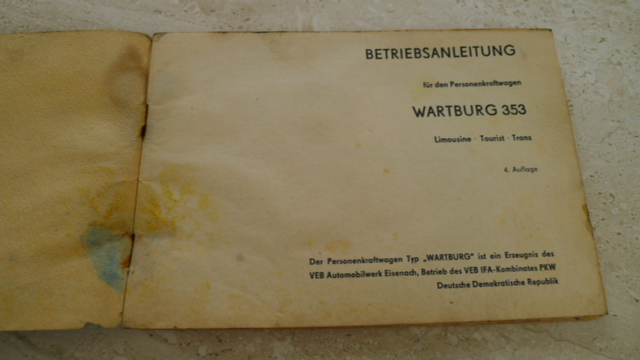 BETRIEBSANLEITUNG
für den Personenkraftwagen
WARTBURG 353
Limousine · Tourist · Trans
4. Auflage
Der Personenkraftwagen Typ „WARTBURG" ist ein Erzeugnis des
VEB Automobilwerk Eisenach, Betrieb des VEB IFA-Kombinates PKW
Deutsche Demokratische Republik